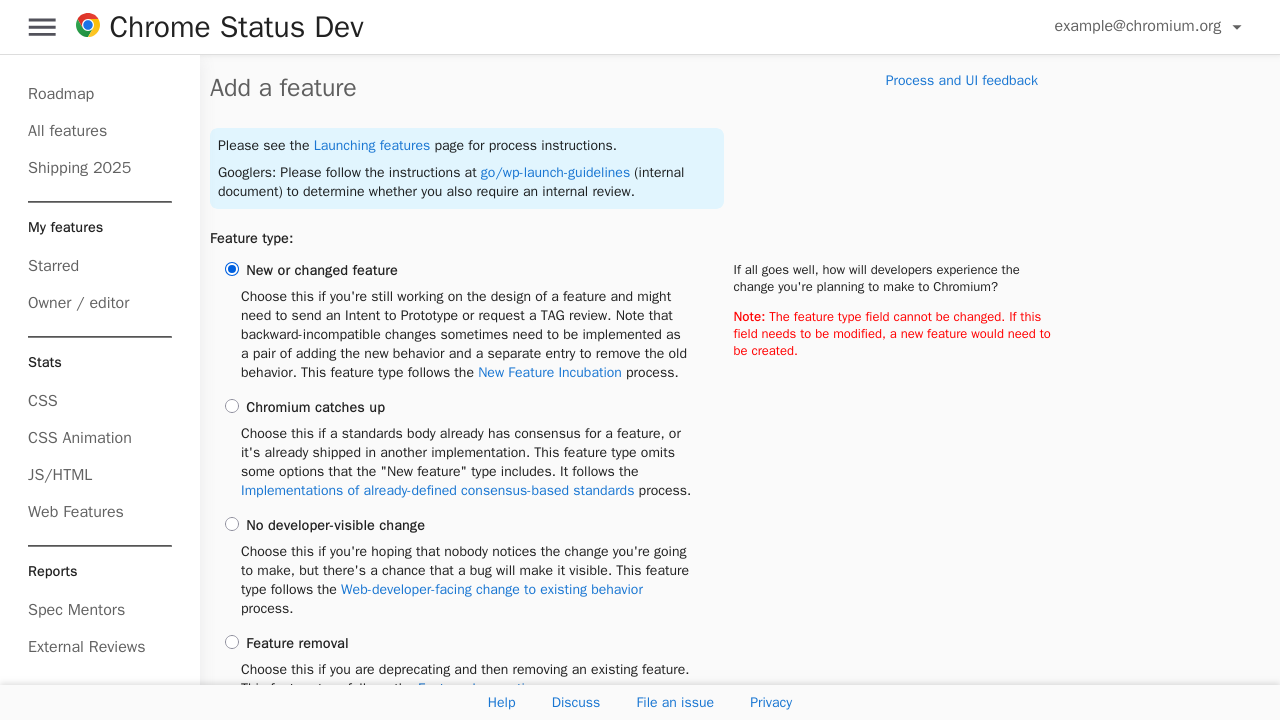 Chrome Status Dev
example@chromium.org
Roadmap
All features
Shipping 2025
My features
Starred
Owner / editor
Stats
CSS
CSS Animation
JS/HTML
Web Features
Reports
Spec Mentors
External Reviews
Add a feature
Process and UI feedback
Please see the Launching features page for process instructions.
Googlers: Please follow the instructions at go/wp-launch-guidelines (internal
document) to determine whether you also require an internal review.
Feature type:
New or changed feature
Choose this if you're still working on the design of a feature and might
need to send an Intent to Prototype or request a TAG review. Note that
backward-incompatible changes sometimes need to be implemented as
a pair of adding the new behavior and a separate entry to remove the old
behavior. This feature type follows the New Feature Incubation process.
Chromium catches up
Choose this if a standards body already has consensus for a feature, or
it's already shipped in another implementation. This feature type omits
some options that the "New feature" type includes. It follows the
Implementations of already-defined consensus-based standards process.
No developer-visible change
Choose this if you're hoping that nobody notices the change you're going
to make, but there's a chance that a bug will make it visible. This feature
type follows the Web-developer-facing change to existing behavior
process.
Feature removal
Choose this if you are deprecating and then removing an existing feature.
If all goes well, how will developers experience the
change you're planning to make to Chromium?
Note: The feature type field cannot be changed. If this
field needs to be modified, a new feature would need to
be created.
Help
Discuss
File an issue
Privacy